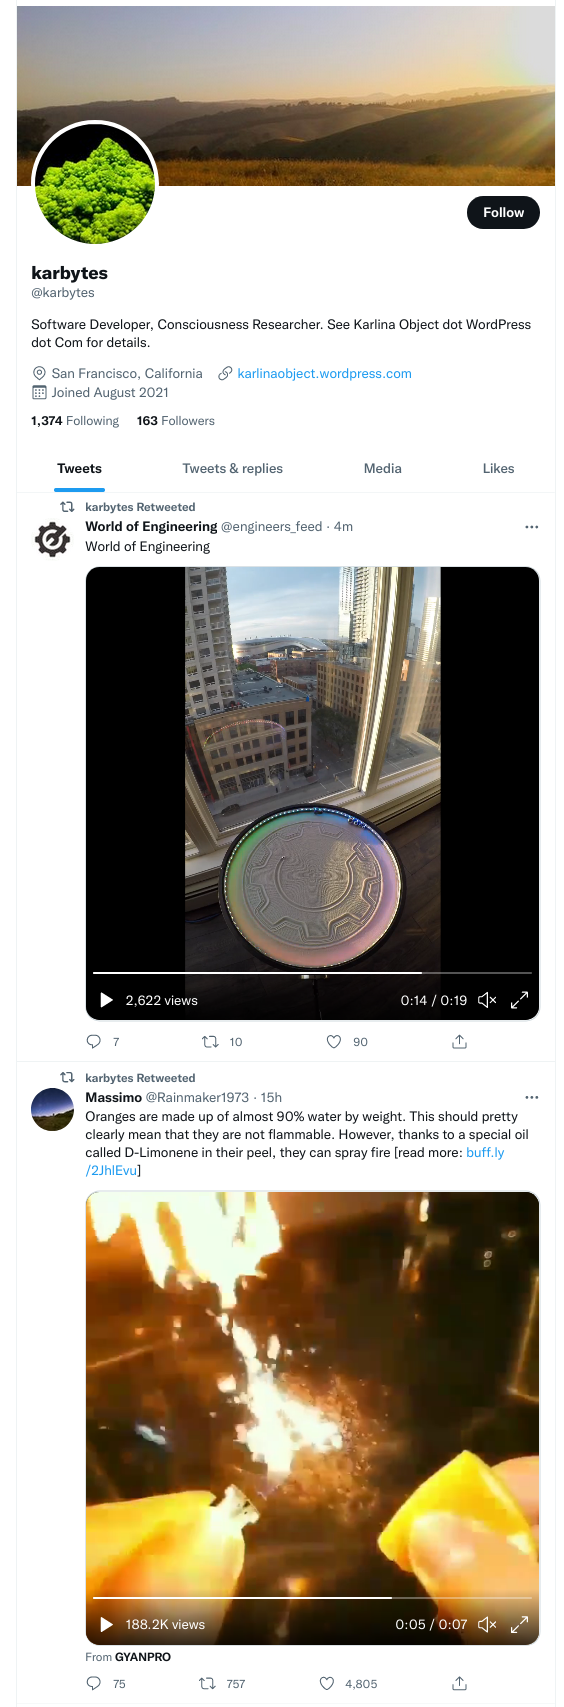 Follow
karbytes
@karbytes
Software Developer, Consciousness Researcher. See Karlina Object dot WordPress
dot Com for details.
San Francisco, California karlinaobject.wordpress.com
Joined August 2021
1,374 Following 163 Followers
Tweets Tweets & replies Media Likes
karbytes Retweeted
World of Engineering @engineers_feed · 4m
World of Engineering
2,622 views 0:14 / 0:19
7 10 90
karbytes Retweeted
Massimo @Rainmaker1973 · 15h
Oranges are made up of almost 90% water by weight. This should pretty
clearly mean that they are not flammable. However, thanks to a special oil
called D-Limonene in their peel, they can spray fire [read more: buff.ly
/2JhlEvu]
188.2K views 0:05 / 0:07
From GYANPRO
75 757 4,805